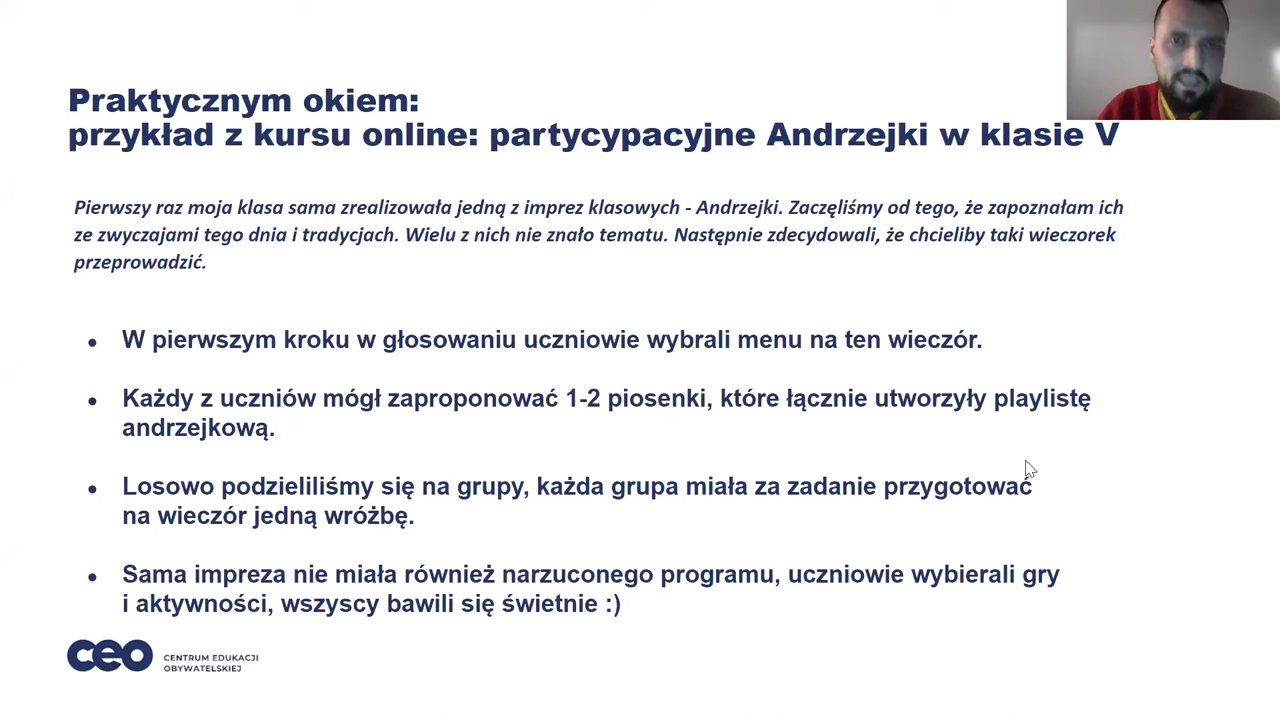 Praktycznym okiem:
przykład z kursu online: partycypacyjne Andrzejki w klasie V
Pierwszy raz moja klasa sama zrealizowała jedną z imprez klasowych - Andrzejki. Zaczęliśmy od tego, że zapoznałam ich
ze zwyczajami tego dnia i tradycjach. Wielu z nich nie znało tematu. Następnie zdecydowali, że chcieliby taki wieczorek
przeprowadzić.
● W pierwszym kroku w głosowaniu uczniowie wybrali menu na ten wieczór.
● Każdy z uczniów mógł zaproponować 1-2 piosenki, które łącznie utworzyły playlistę
andrzejkową.
● Losowo podzieliliśmy się na grupy, każda grupa miała za zadanie przygotować
na wieczór jedną wróżbę.
● Sama impreza nie miała również narzuconego programu, uczniowie wybierali gry
i aktywności, wszyscy bawili się świetnie :)
ceo CENTRUM EDUKACJI
OBYWATELSKIEJ